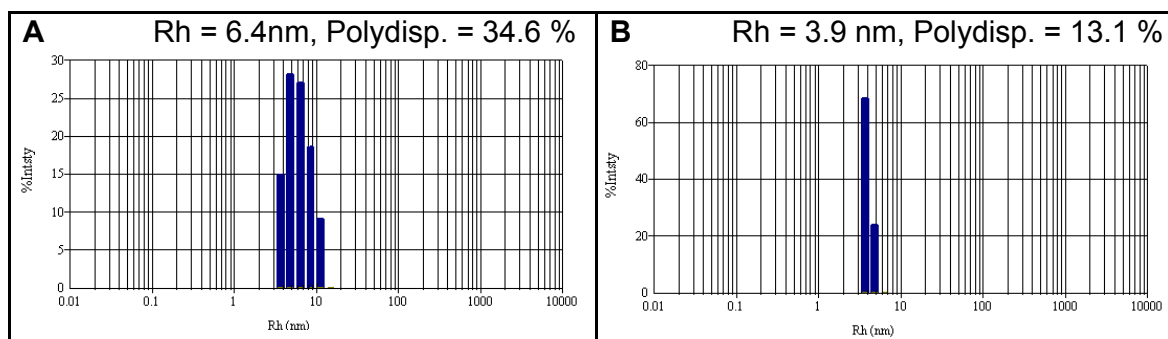 A Rh = 6.4nm, Polydisp. = 34.6 %
30
25
20
15
10
5
0
%Intsty
0.01 0.1 1 10 100 1000 10000
Rh (nm)
B Rh = 3.9 nm, Polydisp. = 13.1 %
80
60
40
20
0
%Intsty
0.01 0.1 1 10 100 1000 10000
Rh (nm)